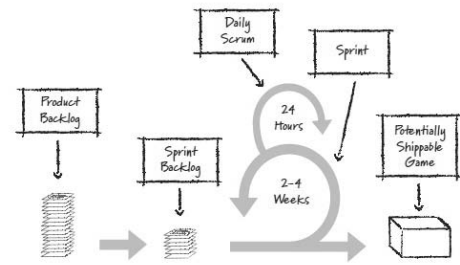 Daily
Scrum
Sprint
Product
Backlog
24
Hours
Sprint
Backlog
Potentially
Shippable
Game
2-4
Weeks